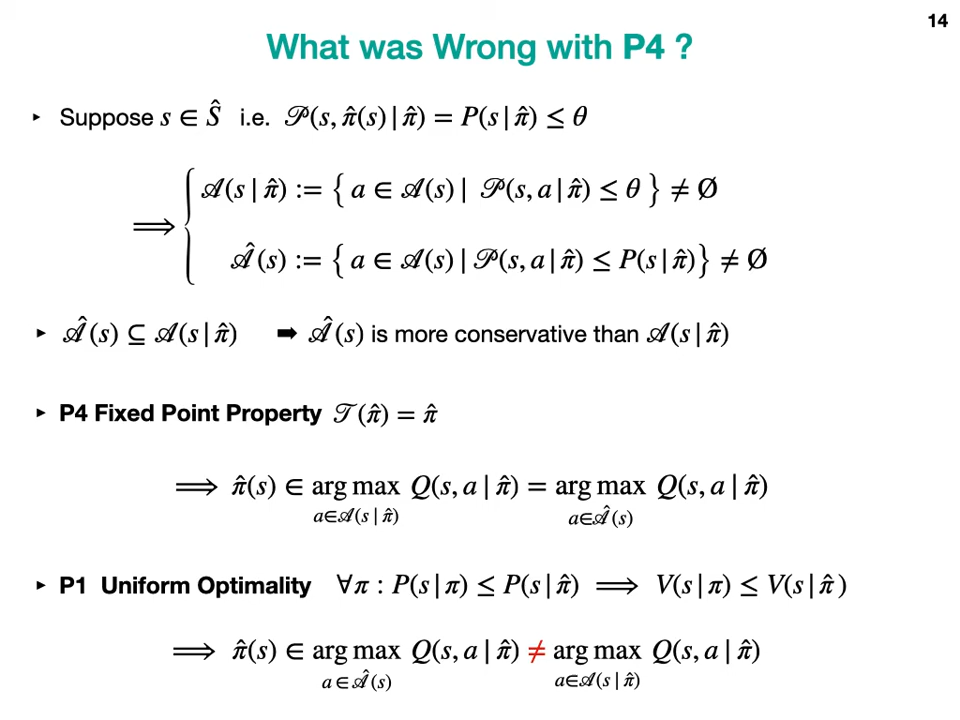 14
What was Wrong with P4 ?
▸ Suppose s ∈ Ŝ i.e. 𝒫(s, π̂(s) | π̂) = P(s | π̂) ≤ θ
𝒜(s | π̂) := { a ∈ 𝒜(s) | 𝒫(s, a | π̂) ≤ θ } ≠ Ø
⟹ {
𝒜̂(s) := { a ∈ 𝒜(s) | 𝒫(s, a | π̂) ≤ P(s | π̂) } ≠ Ø
▸ 𝒜̂(s) ⊆ 𝒜(s | π̂) ➡ 𝒜̂(s) is more conservative than 𝒜(s | π̂)
▸ P4 Fixed Point Property 𝒯(π̂) = π̂
⟹ π̂(s) ∈ arg max Q(s, a | π̂) = arg max Q(s, a | π̂)
a∈𝒜(s | π̂) a∈𝒜̂(s)
▸ P1 Uniform Optimality ∀π : P(s | π) ≤ P(s | π̂) ⟹ V(s | π) ≤ V(s | π̂)
⟹ π̂(s) ∈ arg max Q(s, a | π̂) ≠ arg max Q(s, a | π̂)
a∈𝒜̂(s) a∈𝒜(s | π̂)